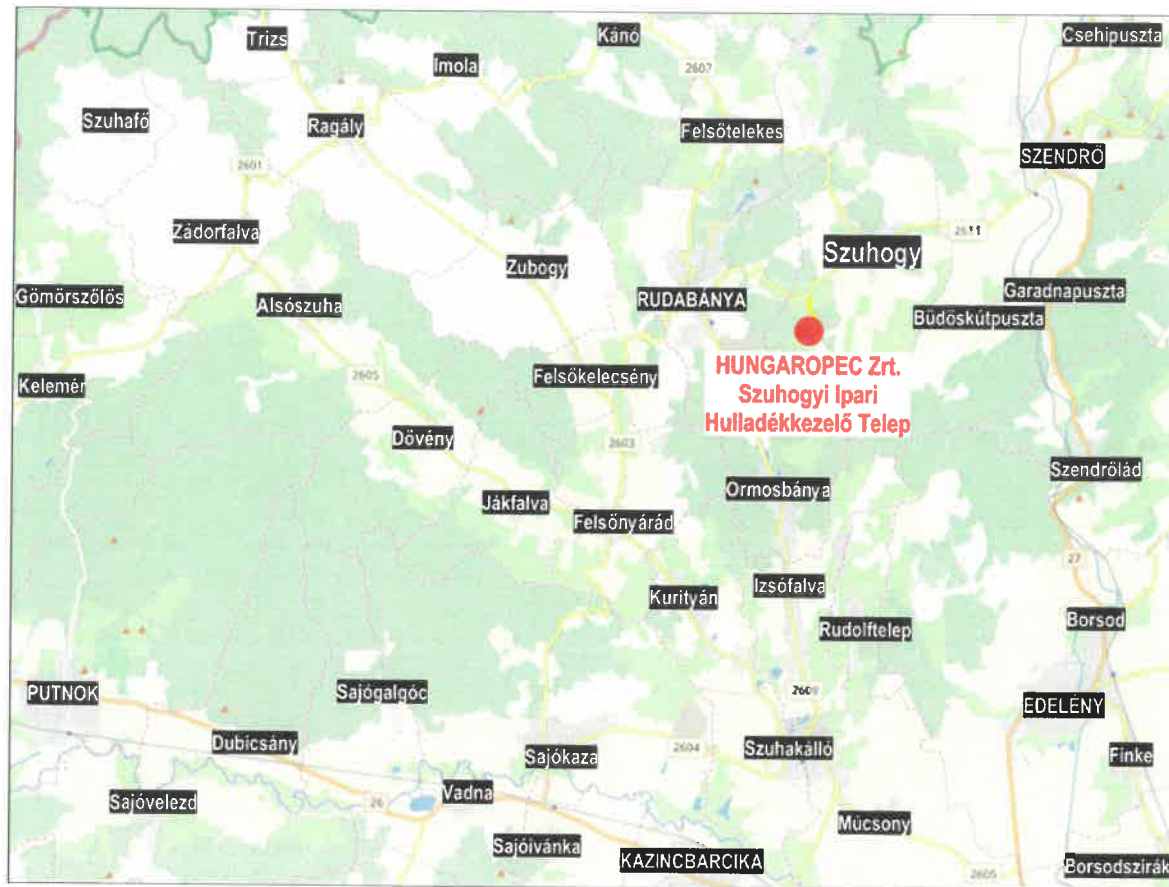 Trizs
Kánó
Csehipuszta
Imola
2607
Szuhafő
Ragály
Felsőtelekes
SZENDRŐ
2601
Zádorfalva
Szuhogy
Zubogy
Gömörszőlős
Alsószuha
RUDABÁNYA
Garadnapuszta
Büdöskútpuszta
HUNGAROPEC Zrt.
Szuhogyi Ipari
Hulladékkezelő Telep
Kelemér
2605
Felsőkelecsény
Dövény
2603
Szendrőlád
Jákfalva
Ormosbánya
Felsőnyárád
27
Izsófalva
Kurityán
Borsod
Rudolftelep
PUTNOK
Sajógalgóc
EDELÉNY
Dubicsány
Sajókaza
2604
Szuhakálló
Finke
Sajóvelezd
26
Vadna
Múcsony
Sajóivánka
KAZINCBARCIKA
2605
Borsodszirák